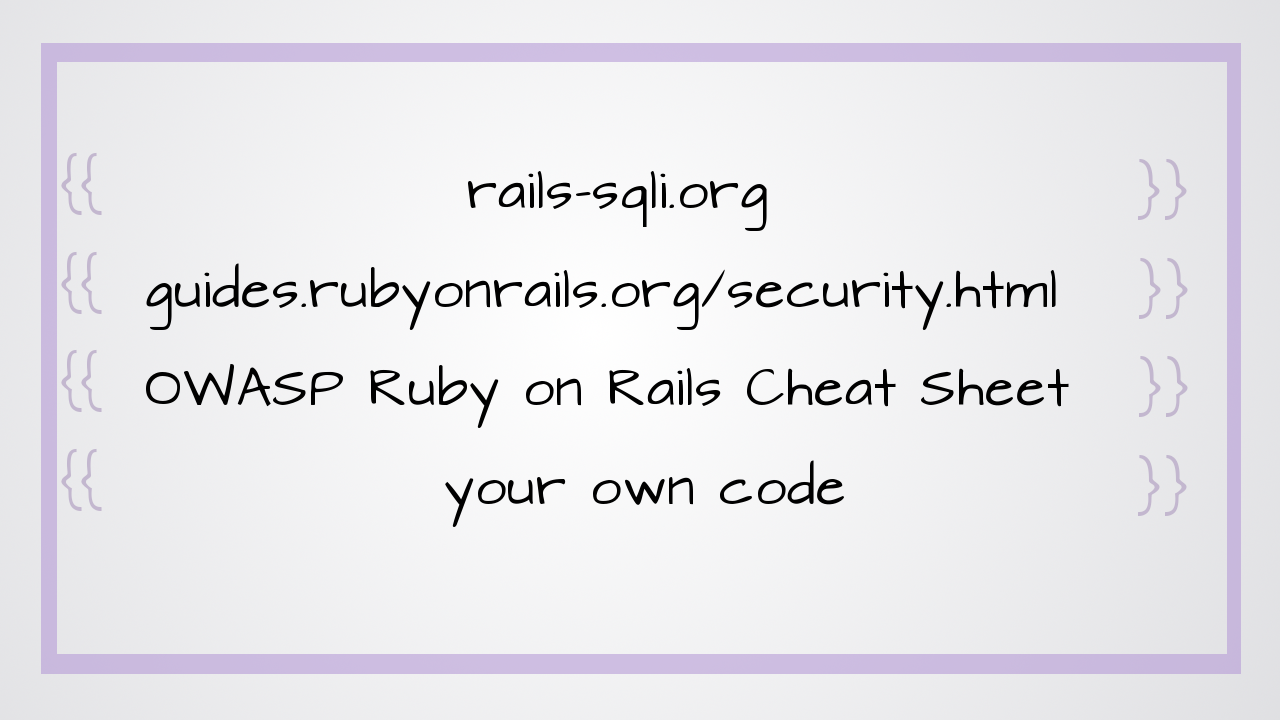 {{ rails-sqli.org }}
{{ guides.rubyonrails.org/security.html }}
{{ OWASP Ruby on Rails Cheat Sheet }}
{{ your own code }}